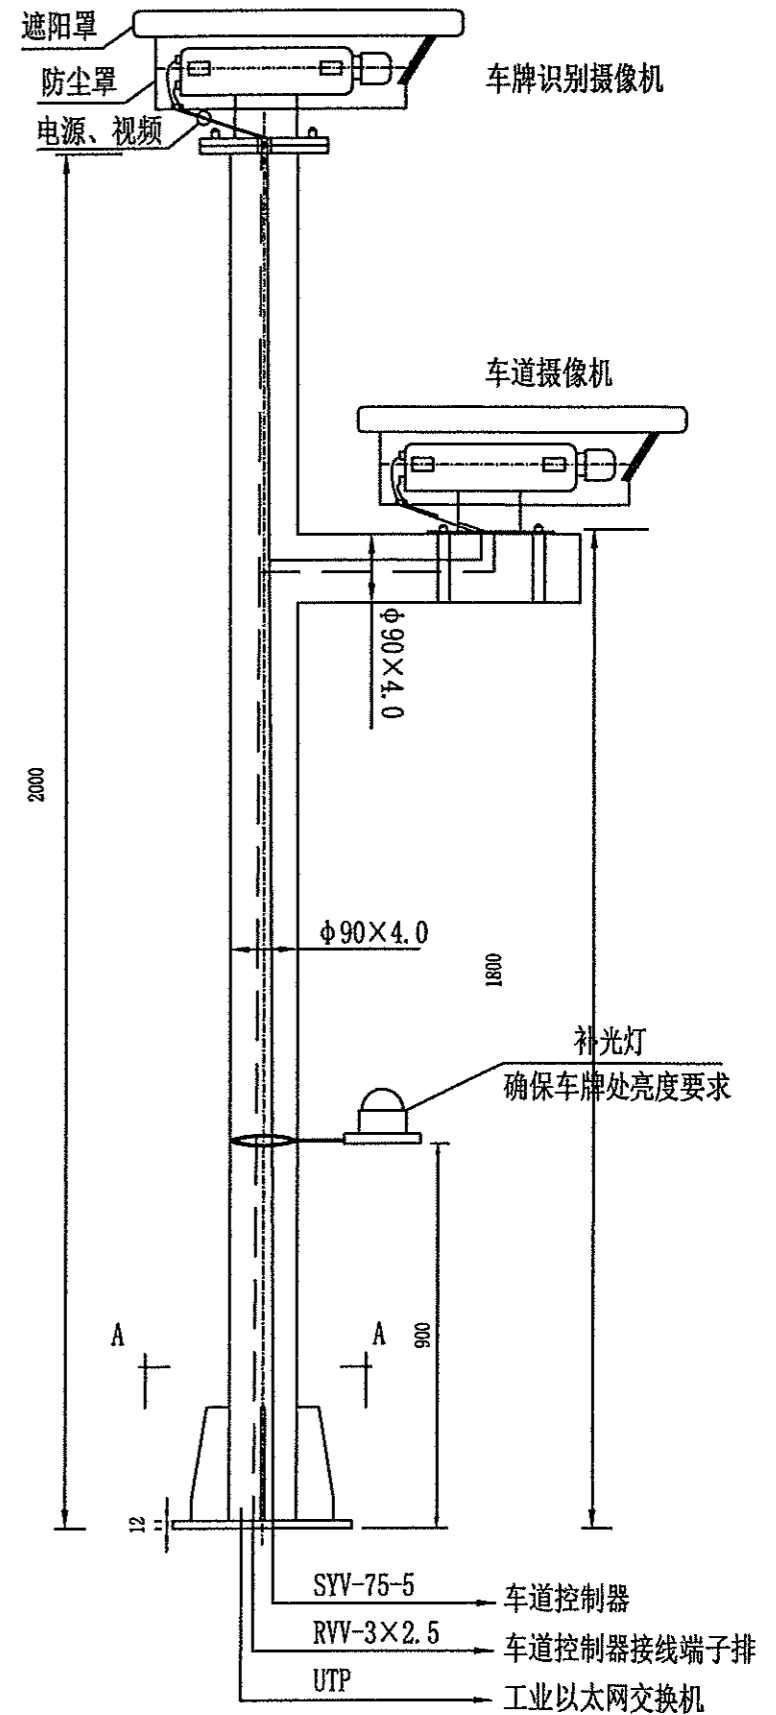 遮阳罩
防尘罩
车牌识别摄像机
电源、视频
车道摄像机
φ90×4.0
2000
φ90×4.0
1800
补光灯
确保车牌处亮度要求
900
A
A
12
SYV-75-5
车道控制器
RVV-3×2.5
车道控制器接线端子排
UTP
工业以太网交换机